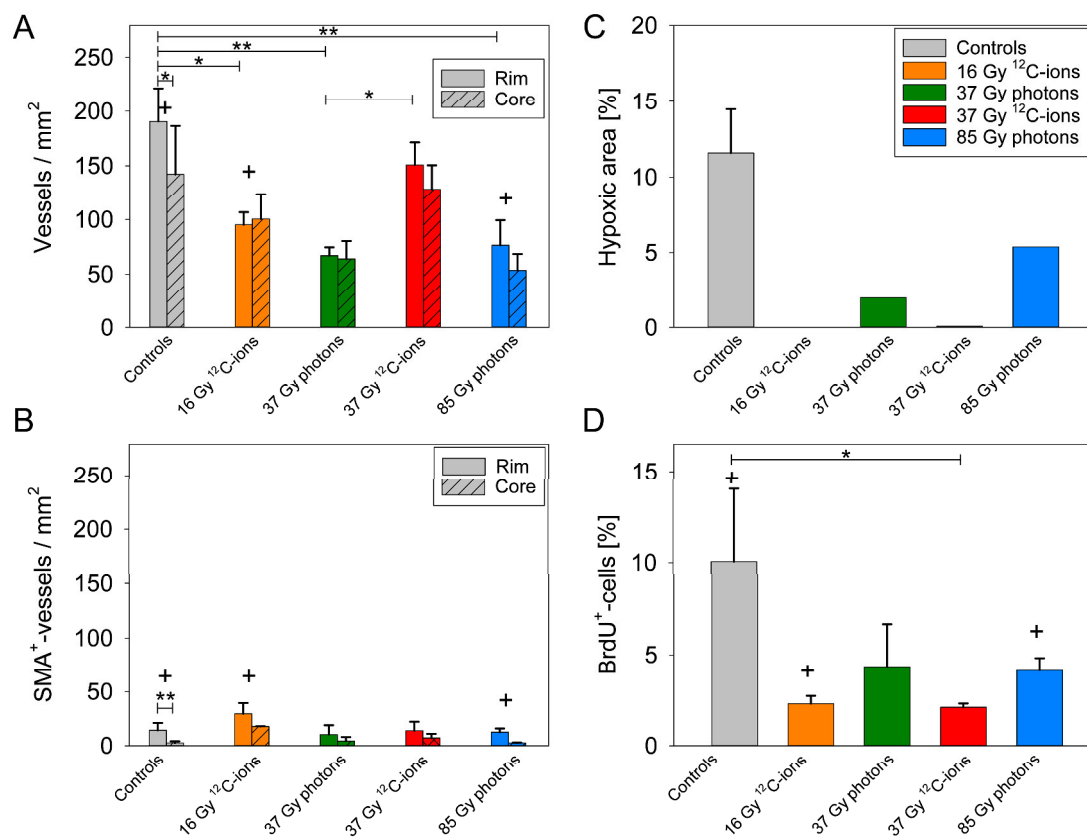 A
Vessels / mm²
250
200
150
100
50
0
**
**
*
*
*
+
+
+
Rim
Core
Controls
16 Gy ¹²C-ions
37 Gy photons
37 Gy ¹²C-ions
85 Gy photons
C
Hypoxic area [%]
20
15
10
5
0
Controls
16 Gy ¹²C-ions
37 Gy photons
37 Gy ¹²C-ions
85 Gy photons
Controls
16 Gy ¹²C-ions
37 Gy photons
37 Gy ¹²C-ions
85 Gy photons
B
SMA⁺-vessels / mm²
250
200
150
100
50
0
+
**
+
+
Rim
Core
Controls
16 Gy ¹²C-ions
37 Gy photons
37 Gy ¹²C-ions
85 Gy photons
D
BrdU⁺-cells [%]
15
10
5
0
*
+
+
+
Controls
16 Gy ¹²C-ions
37 Gy photons
37 Gy ¹²C-ions
85 Gy photons